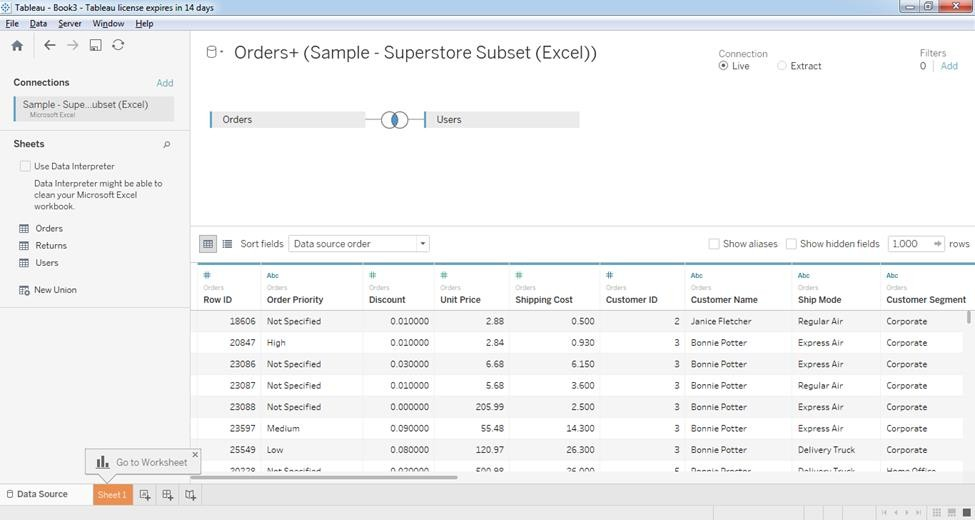 Tableau - Book3 - Tableau license expires in 14 days
File Data Server Window Help
Connections Add
Sample - Supe...ubset (Excel)
Microsoft Excel
Sheets
Use Data Interpreter
Data Interpreter might be able to
clean your Microsoft Excel
workbook.
Orders
Returns
Users
New Union
Orders+ (Sample - Superstore Subset (Excel))
Connection
Live Extract
Filters
0 Add
Orders Users
Sort fields Data source order Show aliases Show hidden fields 1,000 rows
# Abc # # # # Abc Abc Abc
Orders Orders Orders Orders Orders Orders Orders Orders Orders
Row ID Order Priority Discount Unit Price Shipping Cost Customer ID Customer Name Ship Mode Customer Segment
18606 Not Specified 0.010000 2.88 0.500 2 Janice Fletcher Regular Air Corporate
20847 High 0.010000 2.84 0.930 3 Bonnie Potter Express Air Corporate
23086 Not Specified 0.030000 6.68 6.150 3 Bonnie Potter Express Air Corporate
23087 Not Specified 0.010000 5.68 3.600 3 Bonnie Potter Regular Air Corporate
23088 Not Specified 0.000000 205.99 2.500 3 Bonnie Potter Express Air Corporate
23597 Medium 0.090000 55.48 14.300 3 Bonnie Potter Express Air Corporate
25549 Low 0.080000 120.97 26.300 3 Bonnie Potter Delivery Truck Corporate
Not Specified Delivery Truck Home Office
Go to Worksheet
Data Source Sheet 1